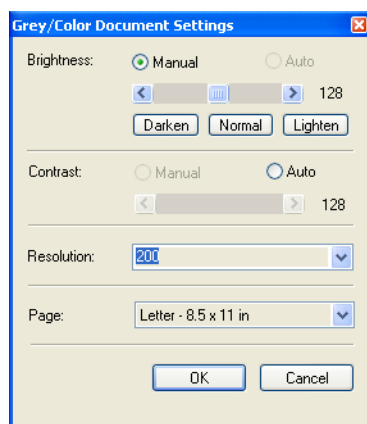 Grey/Color Document Settings
Brightness: Manual Auto
128
Darken Normal Lighten
Contrast: Manual Auto
128
Resolution: 200
Page: Letter - 8.5 x 11 in
OK Cancel